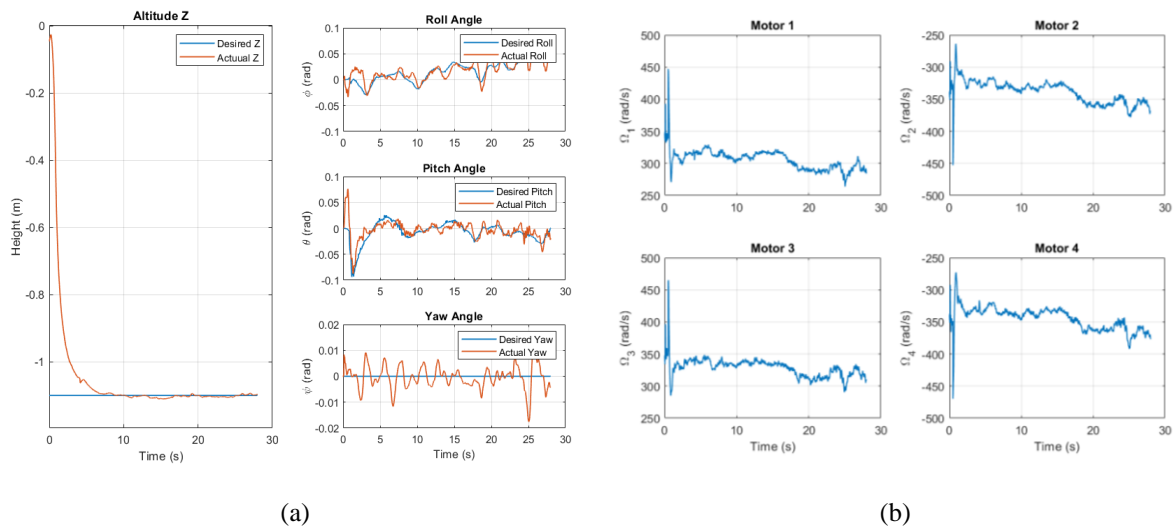 Altitude Z
Desired Z
Actuual Z
Height (m)
0
-0.2
-0.4
-0.6
-0.8
-1
0
10
20
30
Time (s)
Roll Angle
Desired Roll
Actual Roll
ϕ (rad)
0.1
0.05
0
-0.05
-0.1
0
5
10
15
20
25
30
Pitch Angle
Desired Pitch
Actual Pitch
θ (rad)
0.1
0.05
0
-0.05
-0.1
0
5
10
15
20
25
30
Yaw Angle
Desired Yaw
Actual Yaw
ψ (rad)
0.02
0.01
0
-0.01
-0.02
0
5
10
15
20
25
30
Time (s)
(a)
Motor 1
Ω1 (rad/s)
500
450
400
350
300
250
0
10
20
30
Motor 2
Ω2 (rad/s)
-250
-300
-350
-400
-450
-500
0
10
20
30
Motor 3
Ω3 (rad/s)
500
450
400
350
300
250
0
10
20
30
Time (s)
Motor 4
Ω4 (rad/s)
-250
-300
-350
-400
-450
-500
0
10
20
30
Time (s)
(b)